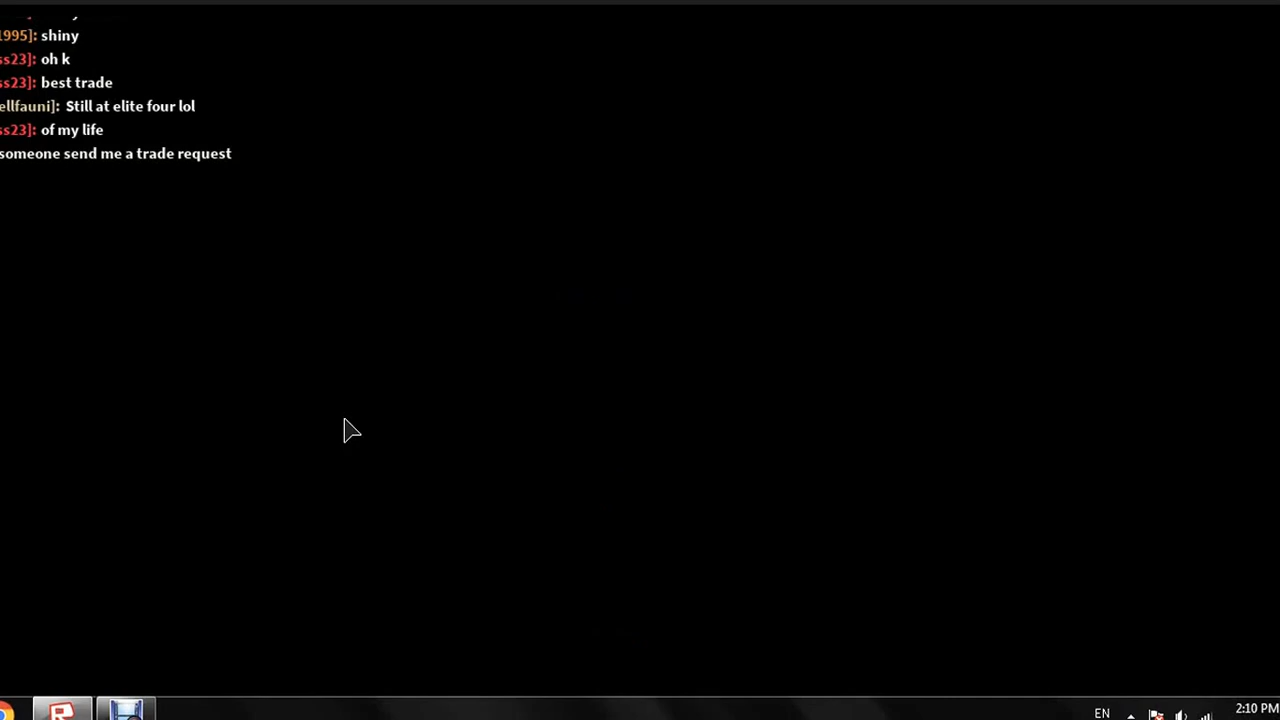 1995]: shiny
ss23]: oh k
ss23]: best trade
ellfauni]: Still at elite four lol
ss23]: of my life
someone send me a trade request
EN
2:10 PM